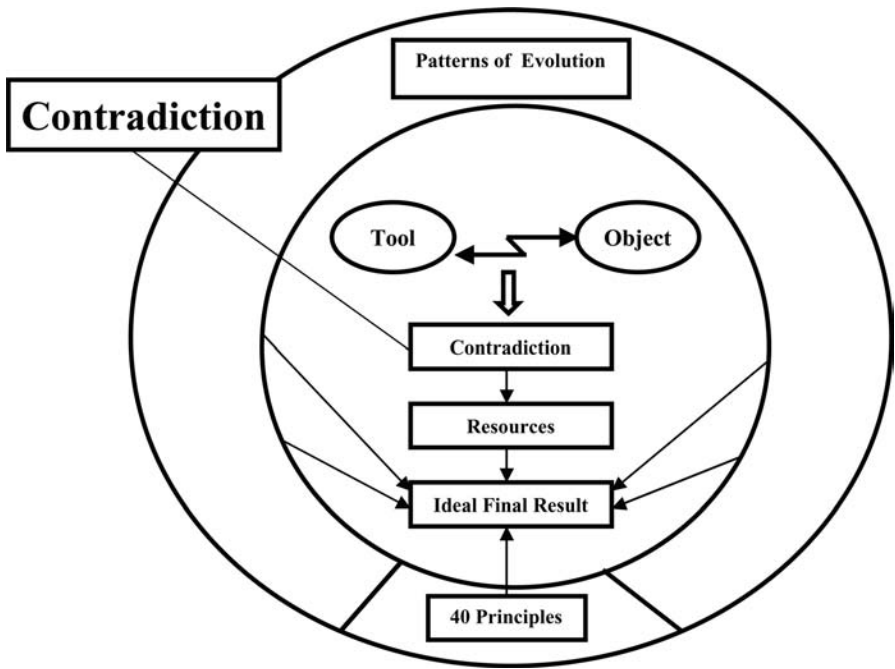 Patterns of Evolution
Contradiction
Tool
Object
Contradiction
Resources
Ideal Final Result
40 Principles